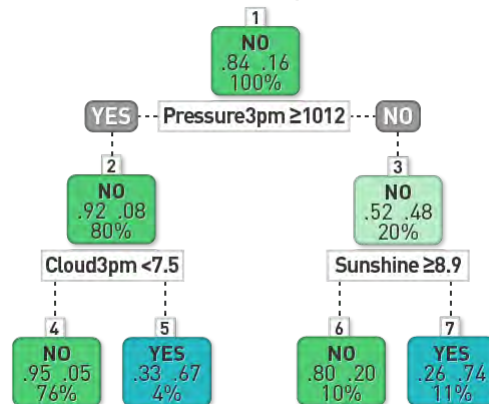 1
NO
.84 .16
100%
YES
Pressure3pm ≥1012
NO
2
NO
.92 .08
80%
3
NO
.52 .48
20%
Cloud3pm <7.5
Sunshine ≥8.9
4
NO
.95 .05
76%
5
YES
.33 .67
4%
6
NO
.80 .20
10%
7
YES
.26 .74
11%